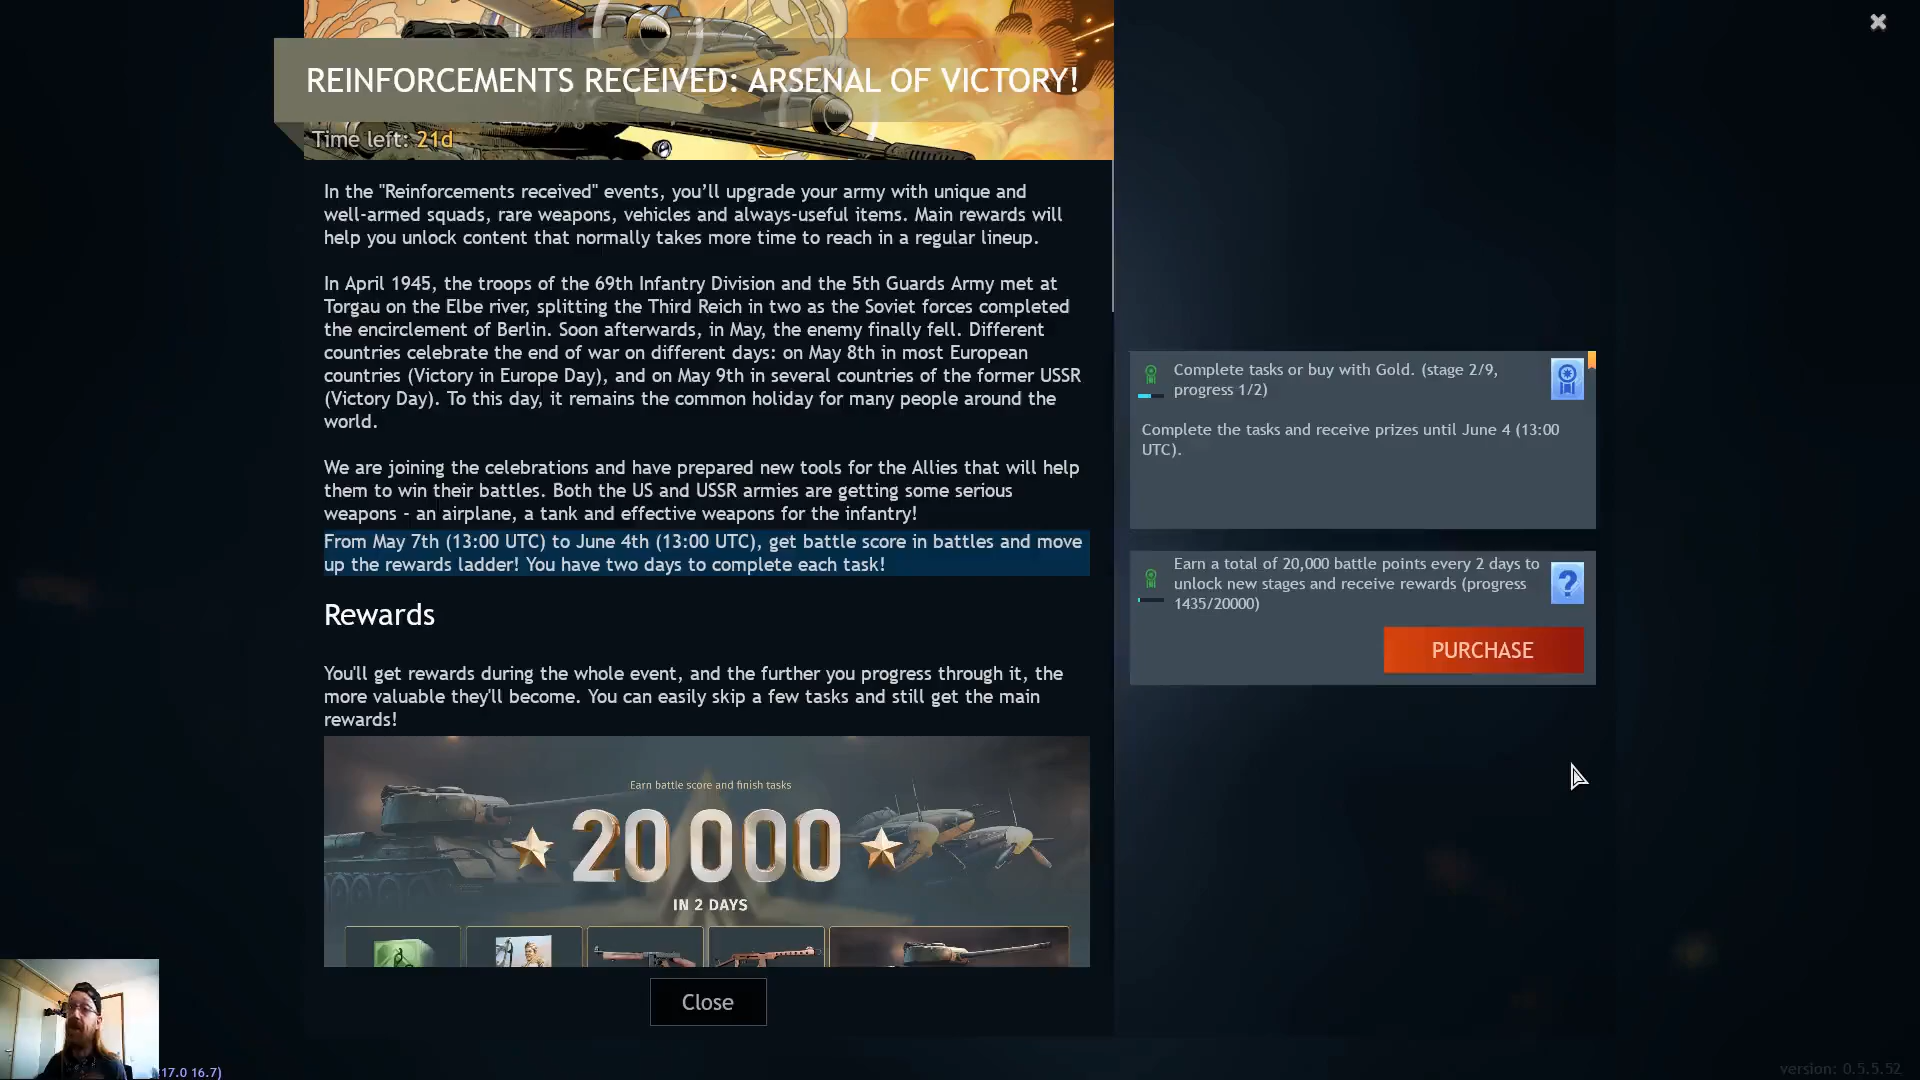 REINFORCEMENTS RECEIVED: ARSENAL OF VICTORY!
Time left: 21d
In the "Reinforcements received" events, you’ll upgrade your army with unique and
well-armed squads, rare weapons, vehicles and always-useful items. Main rewards will
help you unlock content that normally takes more time to reach in a regular lineup.
In April 1945, the troops of the 69th Infantry Division and the 5th Guards Army met at
Torgau on the Elbe river, splitting the Third Reich in two as the Soviet forces completed
the encirclement of Berlin. Soon afterwards, in May, the enemy finally fell. Different
countries celebrate the end of war on different days: on May 8th in most European
countries (Victory in Europe Day), and on May 9th in several countries of the former USSR
(Victory Day). To this day, it remains the common holiday for many people around the
world.
We are joining the celebrations and have prepared new tools for the Allies that will help
them to win their battles. Both the US and USSR armies are getting some serious
weapons - an airplane, a tank and effective weapons for the infantry!
From May 7th (13:00 UTC) to June 4th (13:00 UTC), get battle score in battles and move
up the rewards ladder! You have two days to complete each task!
Rewards
You'll get rewards during the whole event, and the further you progress through it, the
more valuable they'll become. You can easily skip a few tasks and still get the main
rewards!
Earn battle score and finish tasks
20 000
IN 2 DAYS
Close
Complete tasks or buy with Gold. (stage 2/9,
progress 1/2)
Complete the tasks and receive prizes until June 4 (13:00
UTC).
Earn a total of 20,000 battle points every 2 days to
unlock new stages and receive rewards (progress
1435/20000)
?
PURCHASE
17.0 16.7)
version: 0.5.5.52